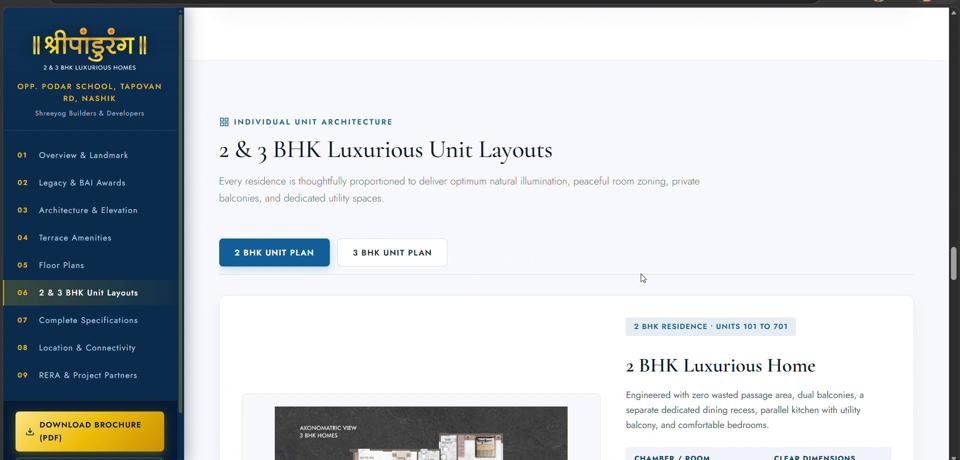 ॥ श्रीपांडुरंग ॥
2 & 3 BHK LUXURIOUS HOMES
OPP. PODAR SCHOOL, TAPOVAN
RD, NASHIK
Shreeyog Builders & Developers
01 Overview & Landmark
02 Legacy & BAI Awards
03 Architecture & Elevation
04 Terrace Amenities
05 Floor Plans
06 2 & 3 BHK Unit Layouts
07 Complete Specifications
08 Location & Connectivity
09 RERA & Project Partners
DOWNLOAD BROCHURE
(PDF)
INDIVIDUAL UNIT ARCHITECTURE
2 & 3 BHK Luxurious Unit Layouts
Every residence is thoughtfully proportioned to deliver optimum natural illumination, peaceful room zoning, private
balconies, and dedicated utility spaces.
2 BHK UNIT PLAN
3 BHK UNIT PLAN
AXONOMATRIC VIEW
3 BHK HOMES
2 BHK RESIDENCE · UNITS 101 TO 701
2 BHK Luxurious Home
Engineered with zero wasted passage area, dual balconies, a
separate dedicated dining recess, parallel kitchen with utility
balcony, and comfortable bedrooms.
CHAMBER / ROOM CLEAR DIMENSIONS